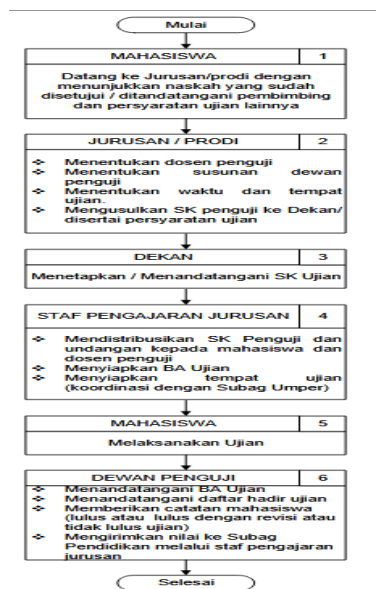 Mulai
MAHASISWA 1
Datang ke Jurusan/prodi dengan
menunjukkan naskah yang sudah
disetujui / ditandatangani pembimbing
dan persyaratan ujian lainnya
JURUSAN / PRODI 2
❖ Menentukan dosen penguji
❖ Menentukan susunan dewan
penguji
❖ Menentukan waktu dan tempat
ujian.
❖ Mengusulkan SK penguji ke Dekan/
disertai persyaratan ujian
DEKAN 3
Menetapkan / Menandatangani SK Ujian
STAF PENGAJARAN JURUSAN 4
❖ Mendistribusikan SK Penguji dan
undangan kepada mahasiswa dan
dosen penguji
❖ Menyiapkan BA Ujian
❖ Menyiapkan tempat ujian
(koordinasi dengan Subag Umper)
MAHASISWA 5
Melaksanakan Ujian
DEWAN PENGUJI 6
❖ Menandatangani BA Ujian
❖ Menandatangani daftar hadir ujian
❖ Memberikan catatan mahasiswa
(lulus atau lulus dengan revisi atau
tidak lulus ujian)
❖ Mengirimkan nilai ke Subag
Pendidikan melalui staf pengajaran
jurusan
Selesai